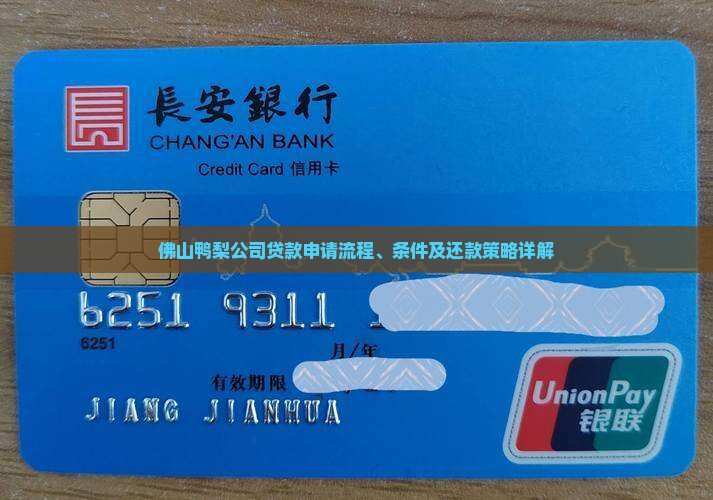 長安銀行
CHANG'AN BANK
Credit Card 信用卡
佛山鸭梨公司贷款申请流程、条件及还款策略详解
6251 9311 1
6251
月/年
有效期限
JIANG JIANHUA
UnionPay
银联